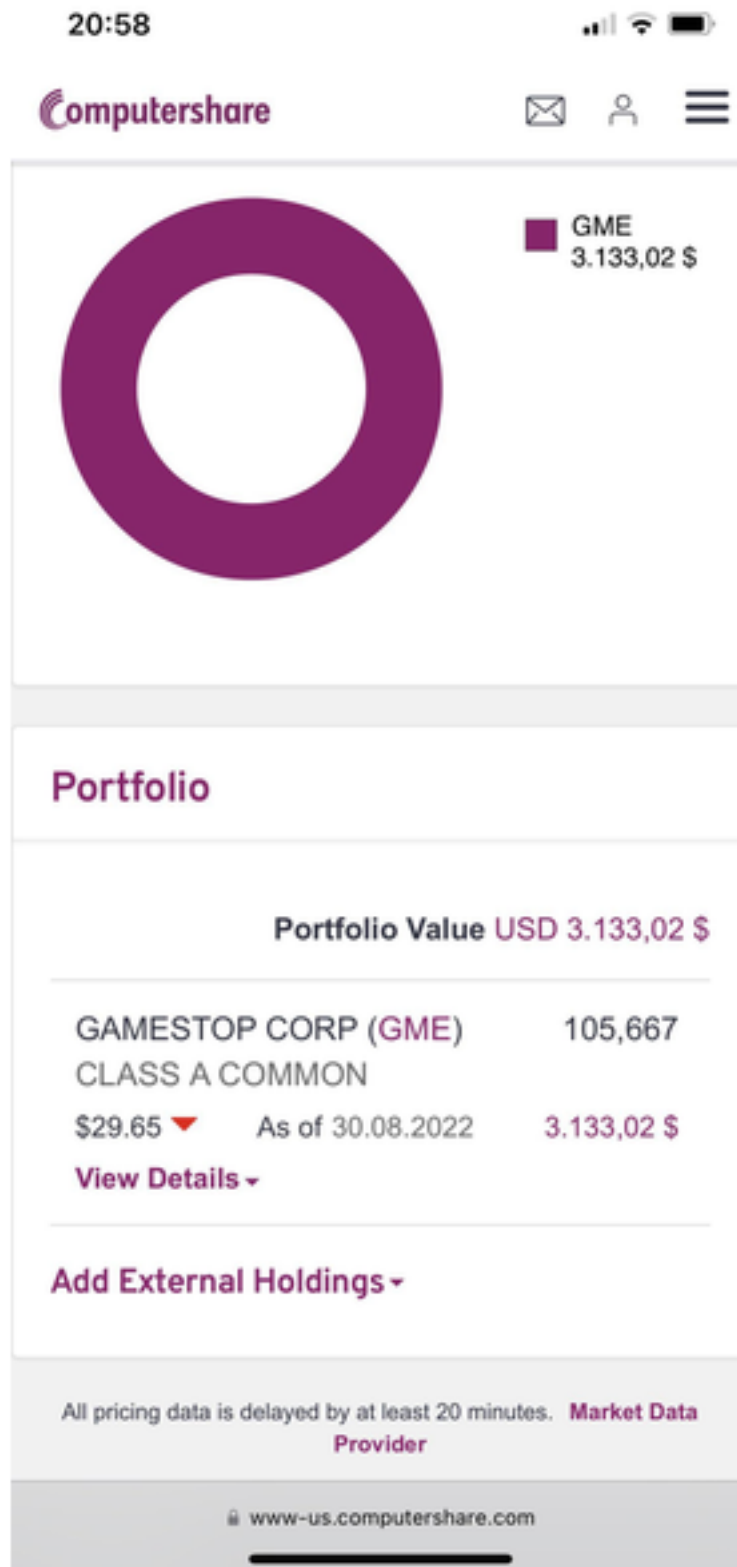 20:58
Computershare
GME
3.133,02 $
Portfolio
Portfolio Value USD 3.133,02 $
GAMESTOP CORP (GME) 105,667
CLASS A COMMON
$29.65 As of 30.08.2022 3.133,02 $
View Details
Add External Holdings
All pricing data is delayed by at least 20 minutes. Market Data
Provider
www-us.computershare.com